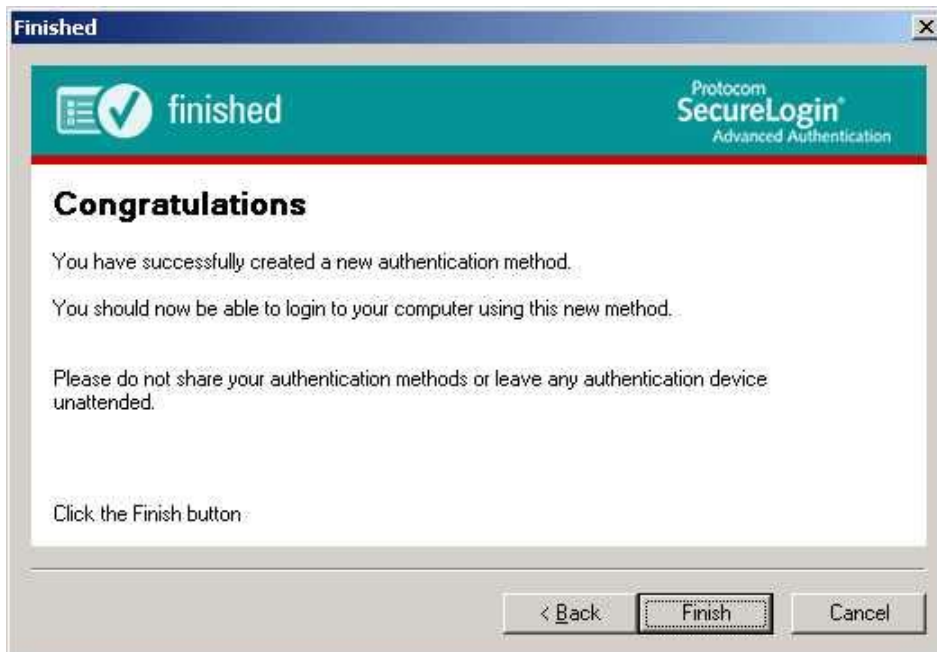 Finished
finished
Protocom
SecureLogin®
Advanced Authentication
Congratulations
You have successfully created a new authentication method.
You should now be able to login to your computer using this new method.
Please do not share your authentication methods or leave any authentication device
unattended.
Click the Finish button
< Back
Finish
Cancel